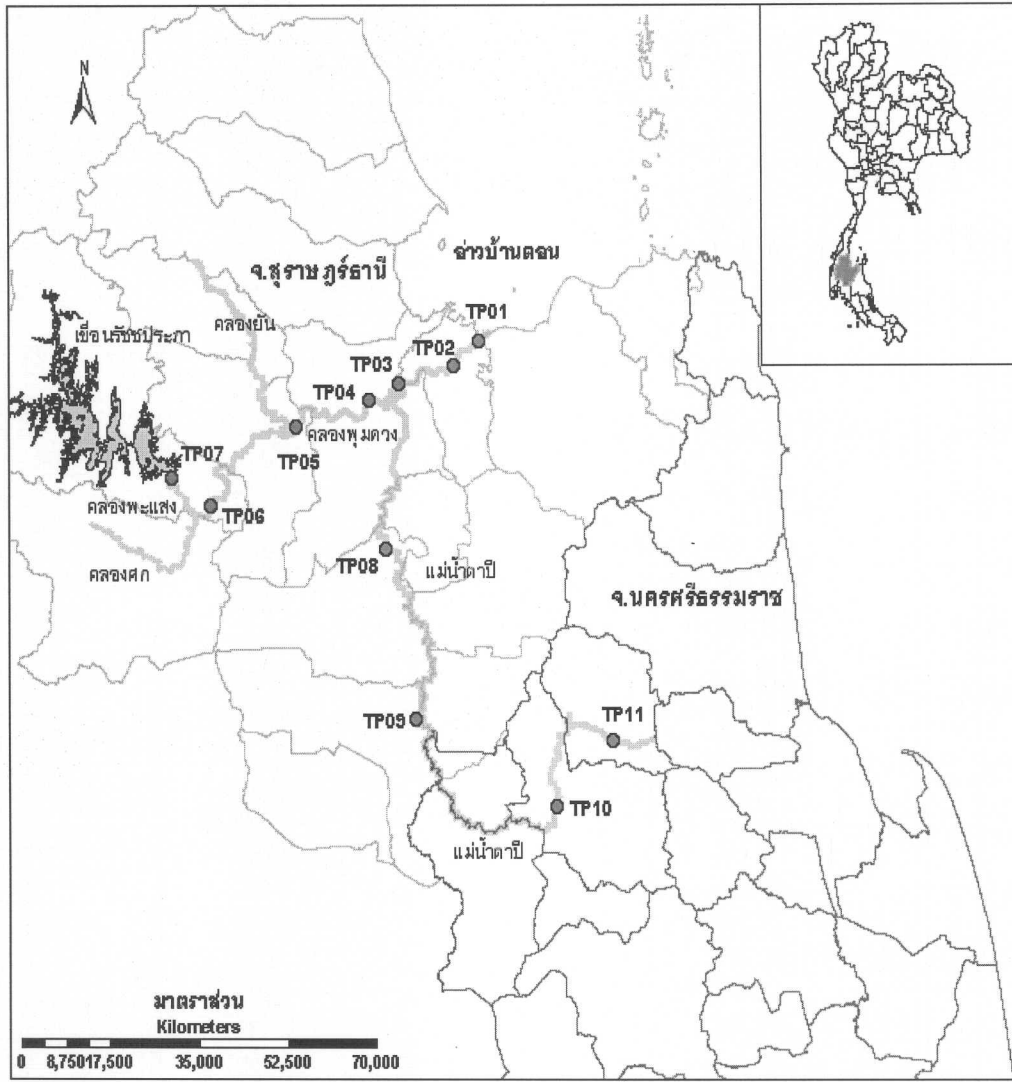 N
จ.สุราษฎร์ธานี
อ่าวบ้านดอน
คลองยัน
เขื่อนรัชชประภา
TP01
TP02
TP03
TP04
คลองพุมดวง
TP05
TP07
คลองพะแสง
TP06
คลองศก
TP08
แม่น้ำตาปี
จ.นครศรีธรรมราช
TP09
TP11
TP10
แม่น้ำตาปี
มาตราส่วน
Kilometers
0 8,750 17,500 35,000 52,500 70,000